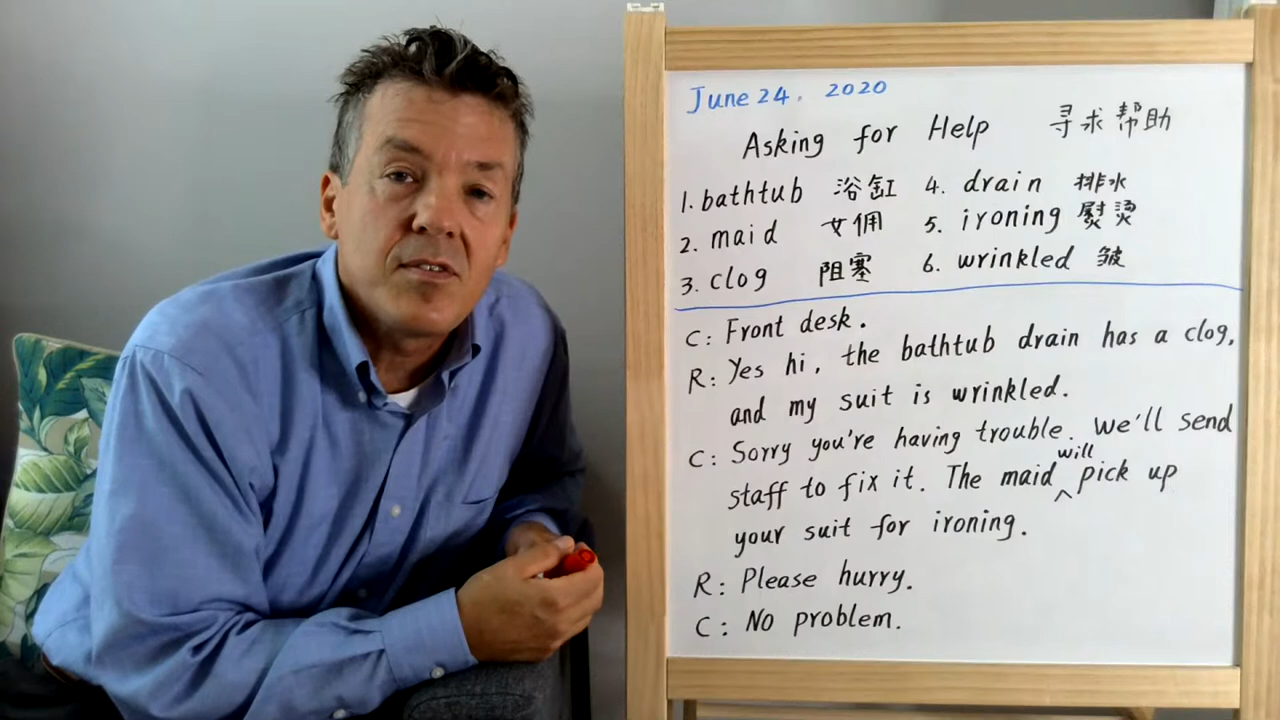 June 24, 2020
Asking for Help 寻求帮助
1. bathtub 浴缸 4. drain 排水
2. maid 女佣 5. ironing 熨烫
3. clog 阻塞 6. wrinkled 皱
C: Front desk.
R: Yes hi, the bathtub drain has a clog,
and my suit is wrinkled.
C: Sorry you're having trouble. We'll send
staff to fix it. The maid will pick up
your suit for ironing.
R: Please hurry.
C: No problem.